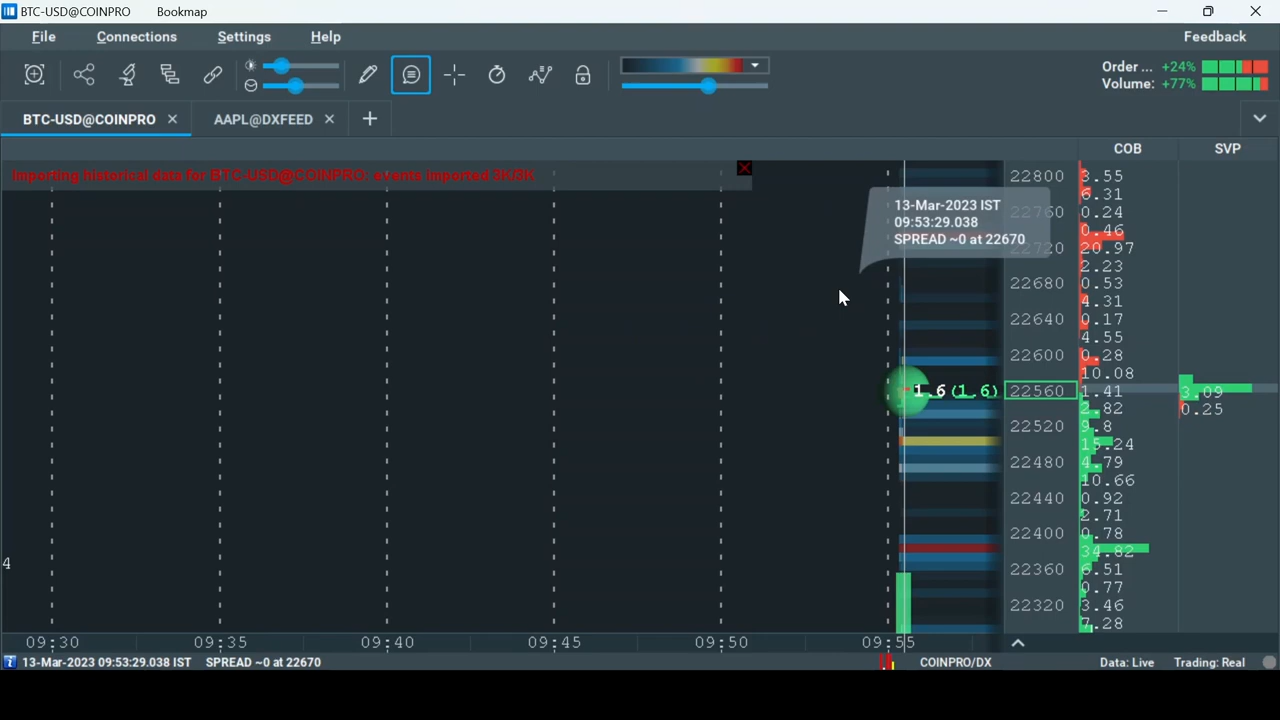 BTC-USD@COINPRO Bookmap
File Connections Settings Help Feedback
Order ... +24%
Volume: +77%
BTC-USD@COINPRO AAPL@DXFEED
COB SVP
Importing historical data for BTC-USD@COINPRO: events imported 3K/3K
13-Mar-2023 IST
09:53:29.038
SPREAD ~0 at 22670
22800 3.55
6.31
22760 0.24
0.46
22720 20.97
2.23
22680 0.53
4.31
22640 0.17
4.55
22600 0.28
10.08
1.6 (1.6) 22560 1.41 3.09
2.82 0.25
22520 9.8
15.24
22480 4.79
10.66
22440 0.92
2.71
22400 0.78
34.82
4
22360 6.51
0.77
22320 3.46
7.28
09:30 09:35 09:40 09:45 09:50 09:55
13-Mar-2023 09:53:29.038 IST SPREAD ~0 at 22670 COINPRO/DX Data: Live Trading: Real